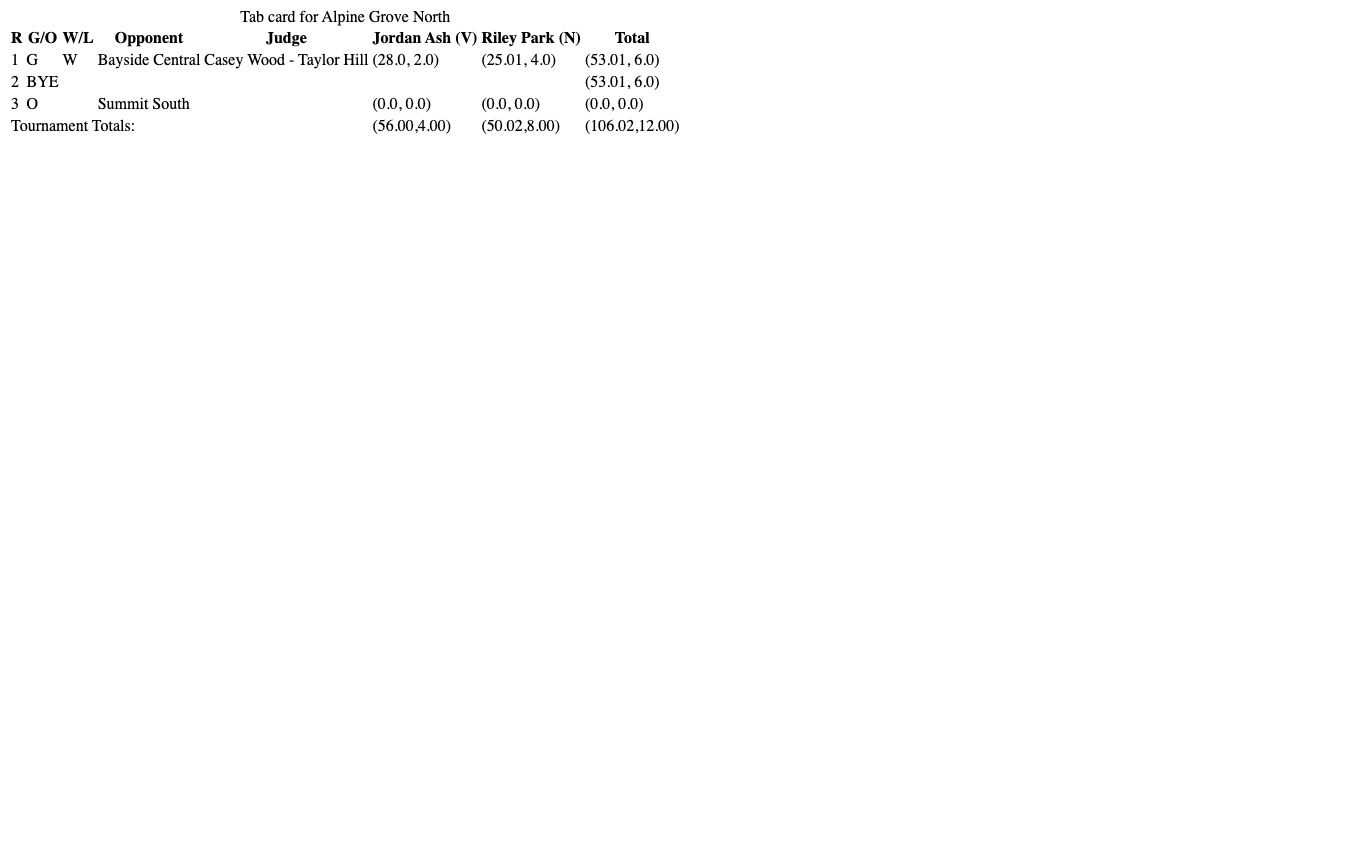 Tab card for Alpine Grove North
R G/O W/L Opponent Judge Jordan Ash (V) Riley Park (N) Total
1 G W Bayside Central Casey Wood - Taylor Hill (28.0, 2.0) (25.01, 4.0) (53.01, 6.0)
2 BYE (53.01, 6.0)
3 O Summit South (0.0, 0.0) (0.0, 0.0) (0.0, 0.0)
Tournament Totals: (56.00,4.00) (50.02,8.00) (106.02,12.00)